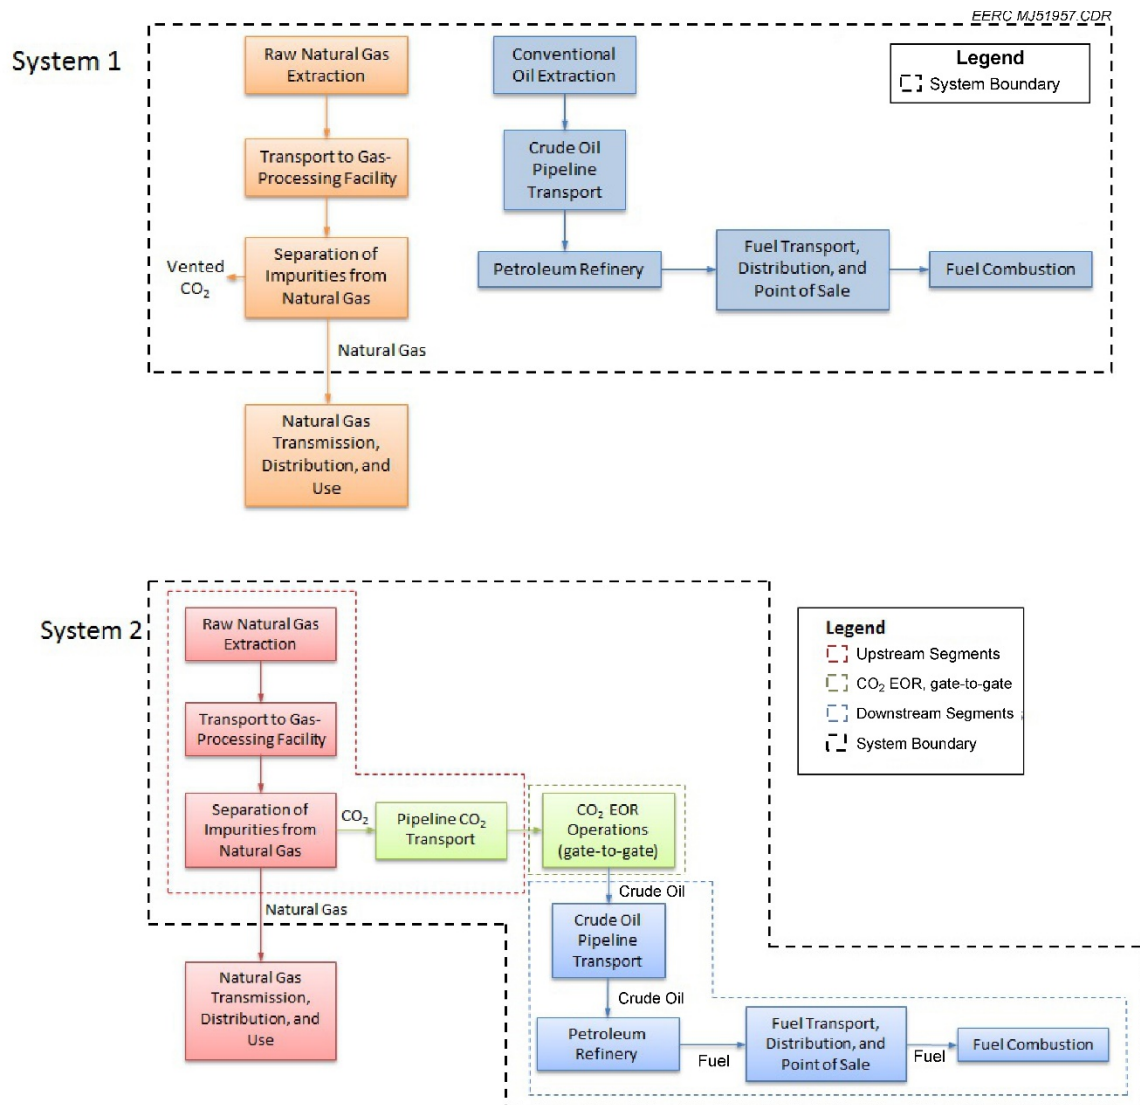 EERC MJ51957.CDR
System 1
Raw Natural Gas
Extraction
Conventional
Oil Extraction
Legend
System Boundary
Transport to Gas-
Processing Facility
Crude Oil
Pipeline
Transport
Vented
CO₂
Separation of
Impurities from
Natural Gas
Petroleum Refinery
Fuel Transport,
Distribution, and
Point of Sale
Fuel Combustion
Natural Gas
Natural Gas
Transmission,
Distribution, and
Use
System 2
Raw Natural Gas
Extraction
Legend
Upstream Segments
CO₂ EOR, gate-to-gate
Downstream Segments
System Boundary
Transport to Gas-
Processing Facility
Separation of
Impurities from
Natural Gas
CO₂
Pipeline CO₂
Transport
CO₂ EOR
Operations
(gate-to-gate)
Crude Oil
Natural Gas
Crude Oil
Pipeline
Transport
Crude Oil
Natural Gas
Transmission,
Distribution, and
Use
Petroleum
Refinery
Fuel
Fuel Transport,
Distribution, and
Point of Sale
Fuel
Fuel Combustion